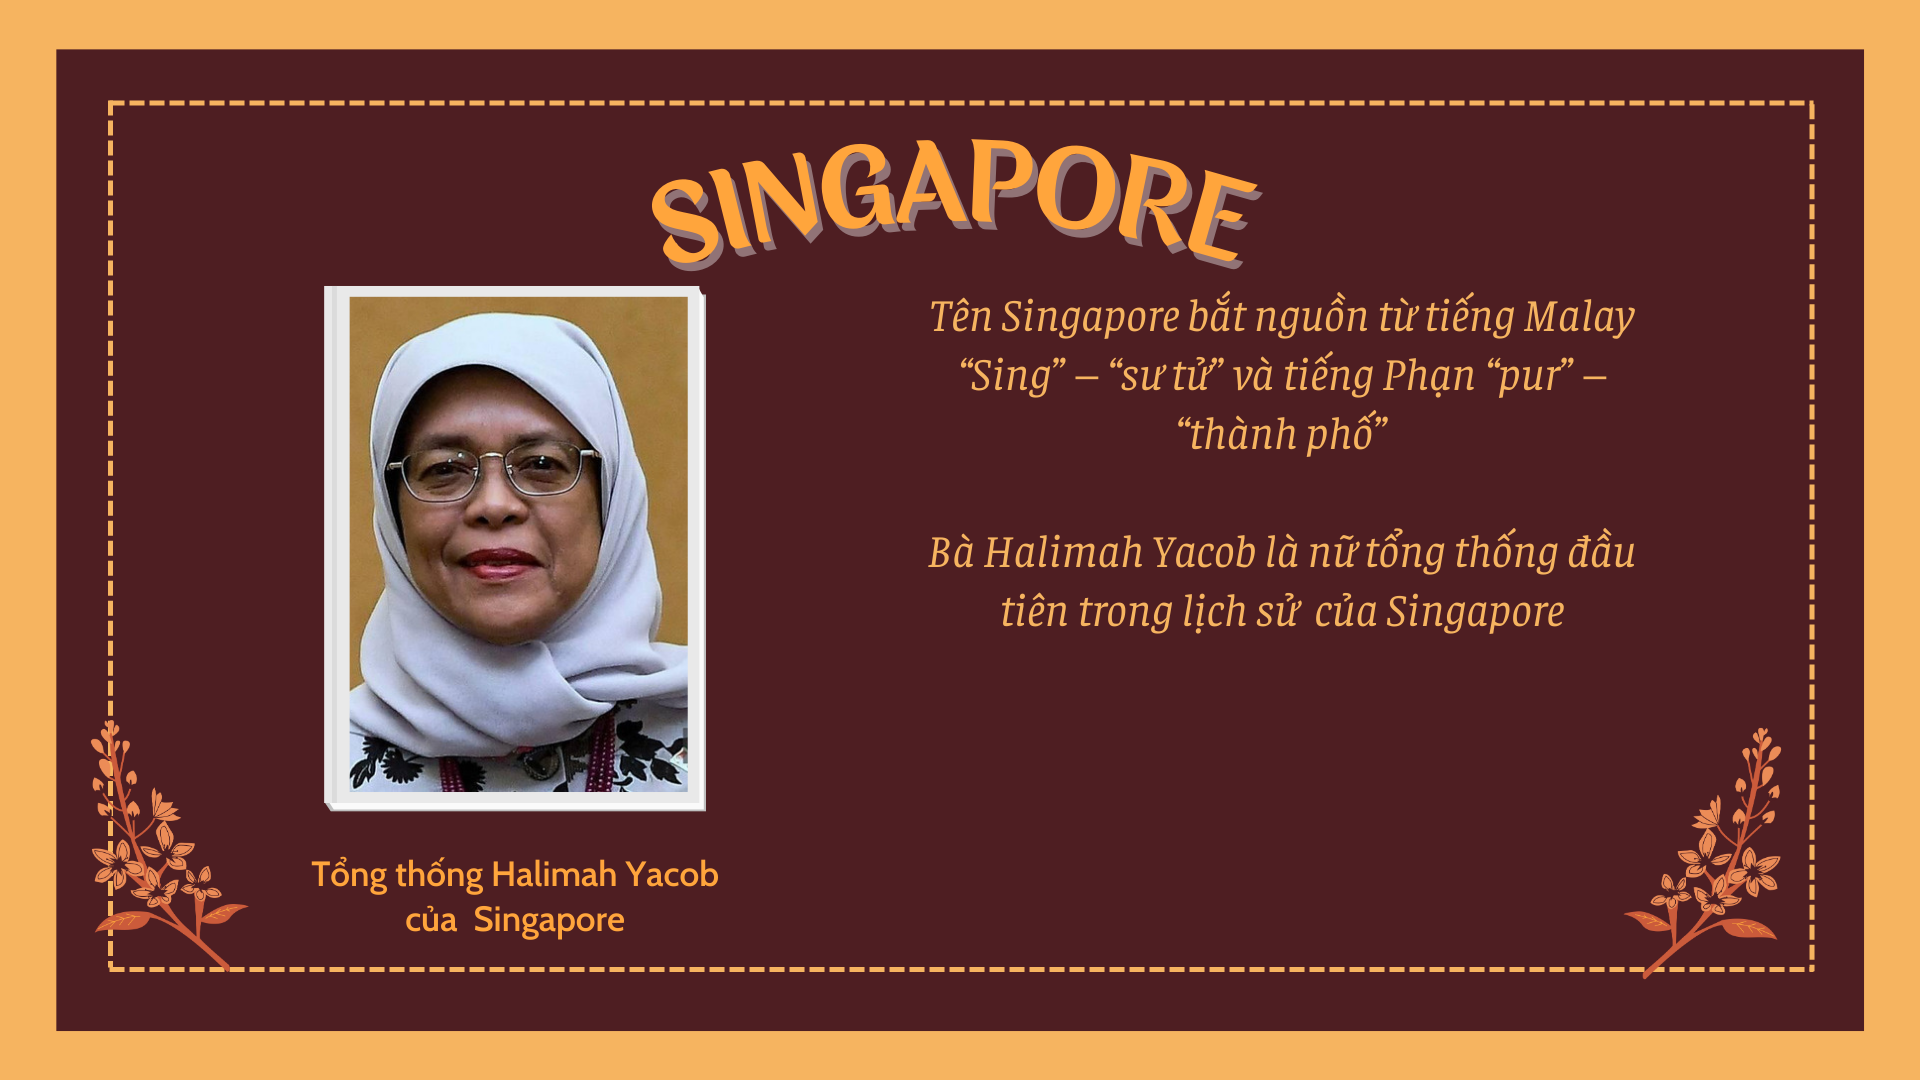 SINGAPORE
Tên Singapore bắt nguồn từ tiếng Malay
“Sing” – “sư tử” và tiếng Phạn “pur” –
“thành phố”
Bà Halimah Yacob là nữ tổng thống đầu
tiên trong lịch sử  của Singapore
Tổng thống Halimah Yacob
của  Singapore